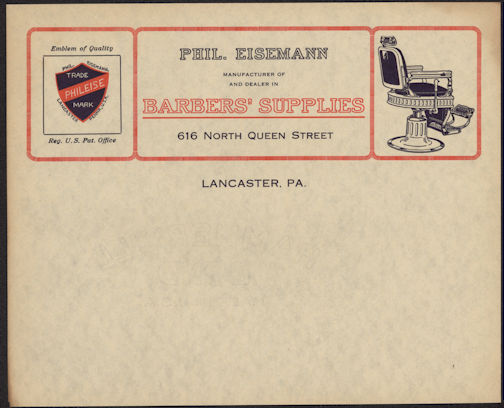 Emblem of Quality
PHIL. EISEMANN
TRADE
PHILEISE
MARK
LANCASTER
Reg. U. S. Pat. Office
PHIL. EISEMANN
MANUFACTURER OF
AND DEALER IN
BARBERS' SUPPLIES
616 NORTH QUEEN STREET
LANCASTER, PA.